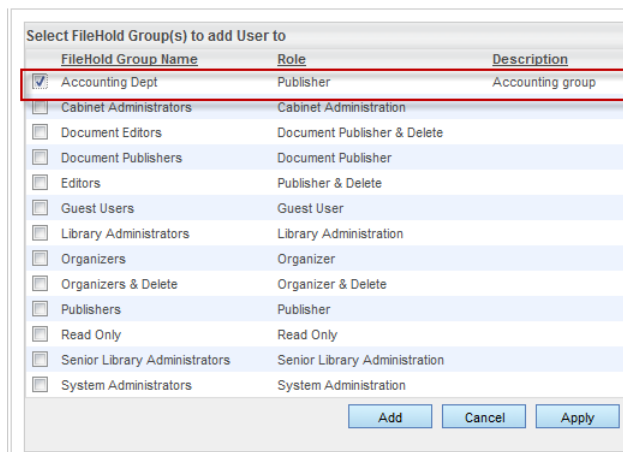 Select FileHold Group(s) to add User to
FileHold Group Name Role Description
Accounting Dept Publisher Accounting group
Cabinet Administrators Cabinet Administration
Document Editors Document Publisher & Delete
Document Publishers Document Publisher
Editors Publisher & Delete
Guest Users Guest User
Library Administrators Library Administration
Organizers Organizer
Organizers & Delete Organizer & Delete
Publishers Publisher
Read Only Read Only
Senior Library Administrators Senior Library Administration
System Administrators System Administration
Add Cancel Apply